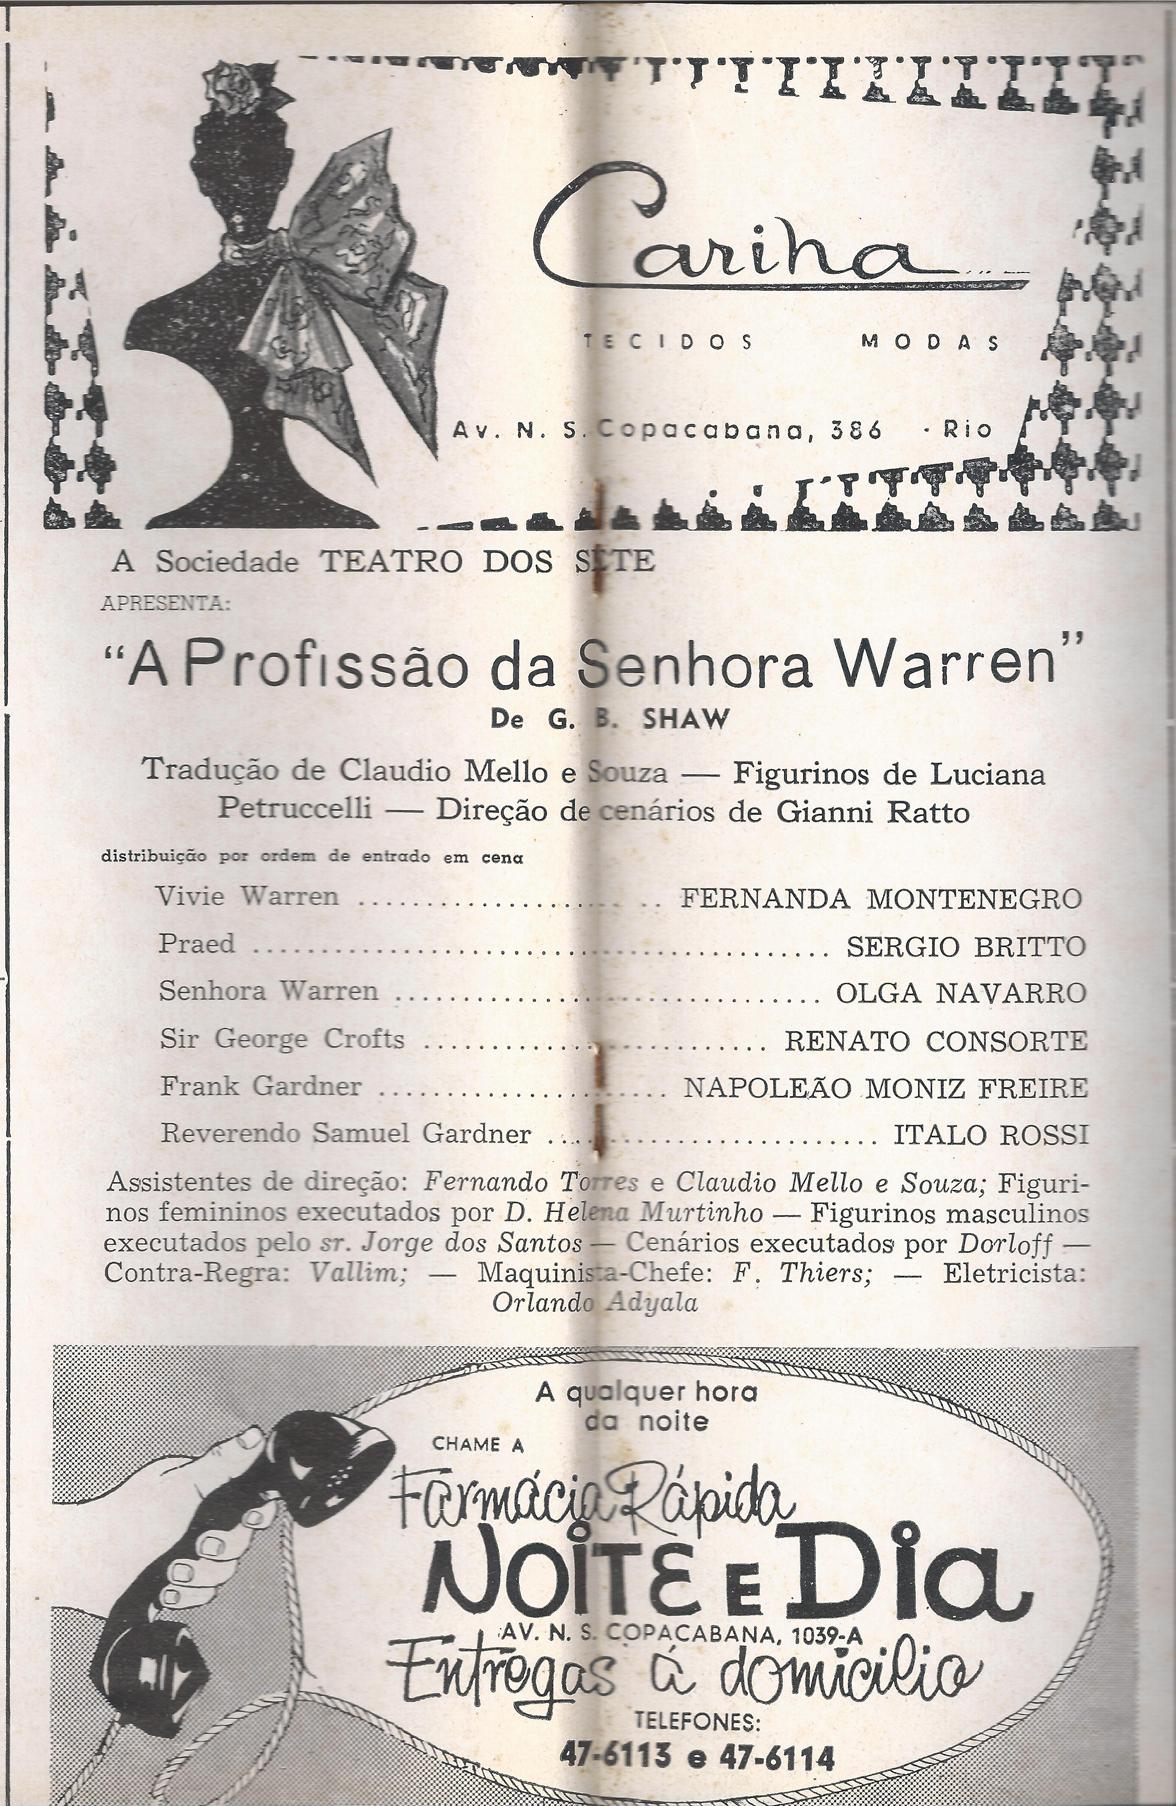 Carina
TECIDOS MODAS
Av. N. S. Copacabana, 386 · Rio
A Sociedade TEATRO DOS SETE
APRESENTA:
“A Profissão da Senhora Warren”
De G. B. SHAW
Tradução de Claudio Mello e Souza — Figurinos de Luciana
Petruccelli — Direção de cenários de Gianni Ratto
distribuição por ordem de entrado em cena
Vivie Warren .................... FERNANDA MONTENEGRO
Praed .................... SERGIO BRITTO
Senhora Warren .................... OLGA NAVARRO
Sir George Crofts .................... RENATO CONSORTE
Frank Gardner .................... NAPOLEÃO MONIZ FREIRE
Reverendo Samuel Gardner .................... ITALO ROSSI
Assistentes de direção: Fernando Torres e Claudio Mello e Souza; Figuri-
nos femininos executados por D. Helena Murtinho — Figurinos masculinos
executados pelo sr. Jorge dos Santos — Cenários executados por Dorloff —
Contra-Regra: Vallim; — Maquinista-Chefe: F. Thiers; — Eletricista:
Orlando Adyala
A qualquer hora
da noite
CHAME A
Farmácia Rápida
NOITE E DIA
AV. N. S. COPACABANA, 1039-A
Entregas á domicilio
TELEFONES:
47-6113 e 47-6114